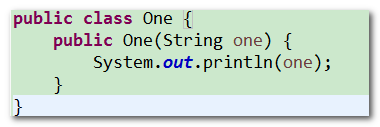 public class One {
    public One(String one) {
        System.out.println(one);
    }
}